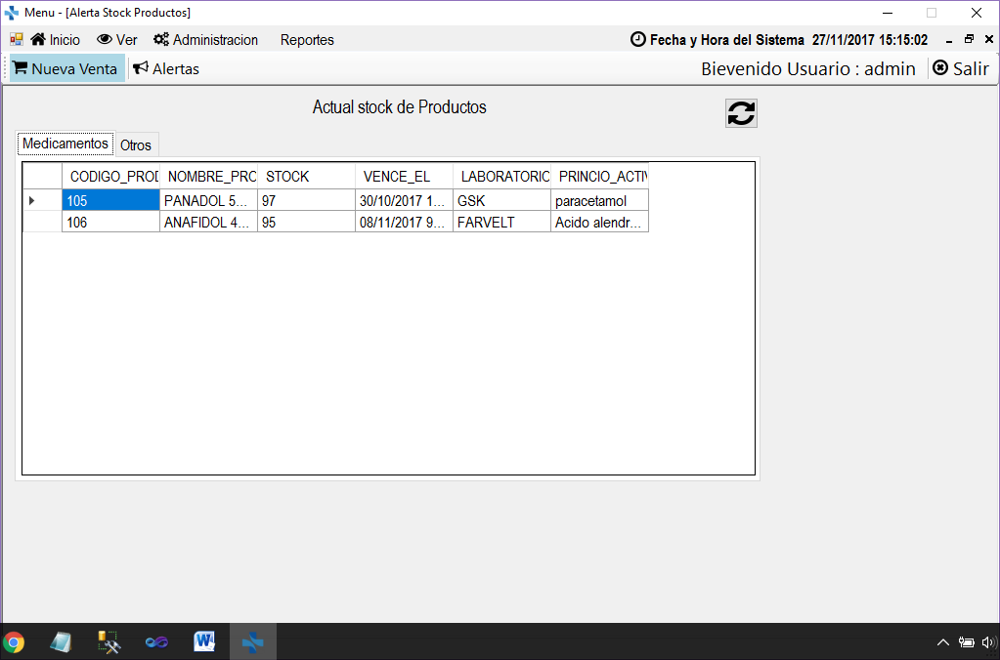 Menu - [Alerta Stock Productos]
Inicio Ver Administracion Reportes Fecha y Hora del Sistema 27/11/2017 15:15:02
Nueva Venta Alertas Bievenido Usuario : admin Salir
Actual stock de Productos
Medicamentos Otros
CODIGO_PROD NOMBRE_PRO STOCK VENCE_EL LABORATORIO PRINCIO_ACTIV
105 PANADOL 5... 97 30/10/2017 1... GSK paracetamol
106 ANAFIDOL 4... 95 08/11/2017 9... FARVELT Acido alendr...